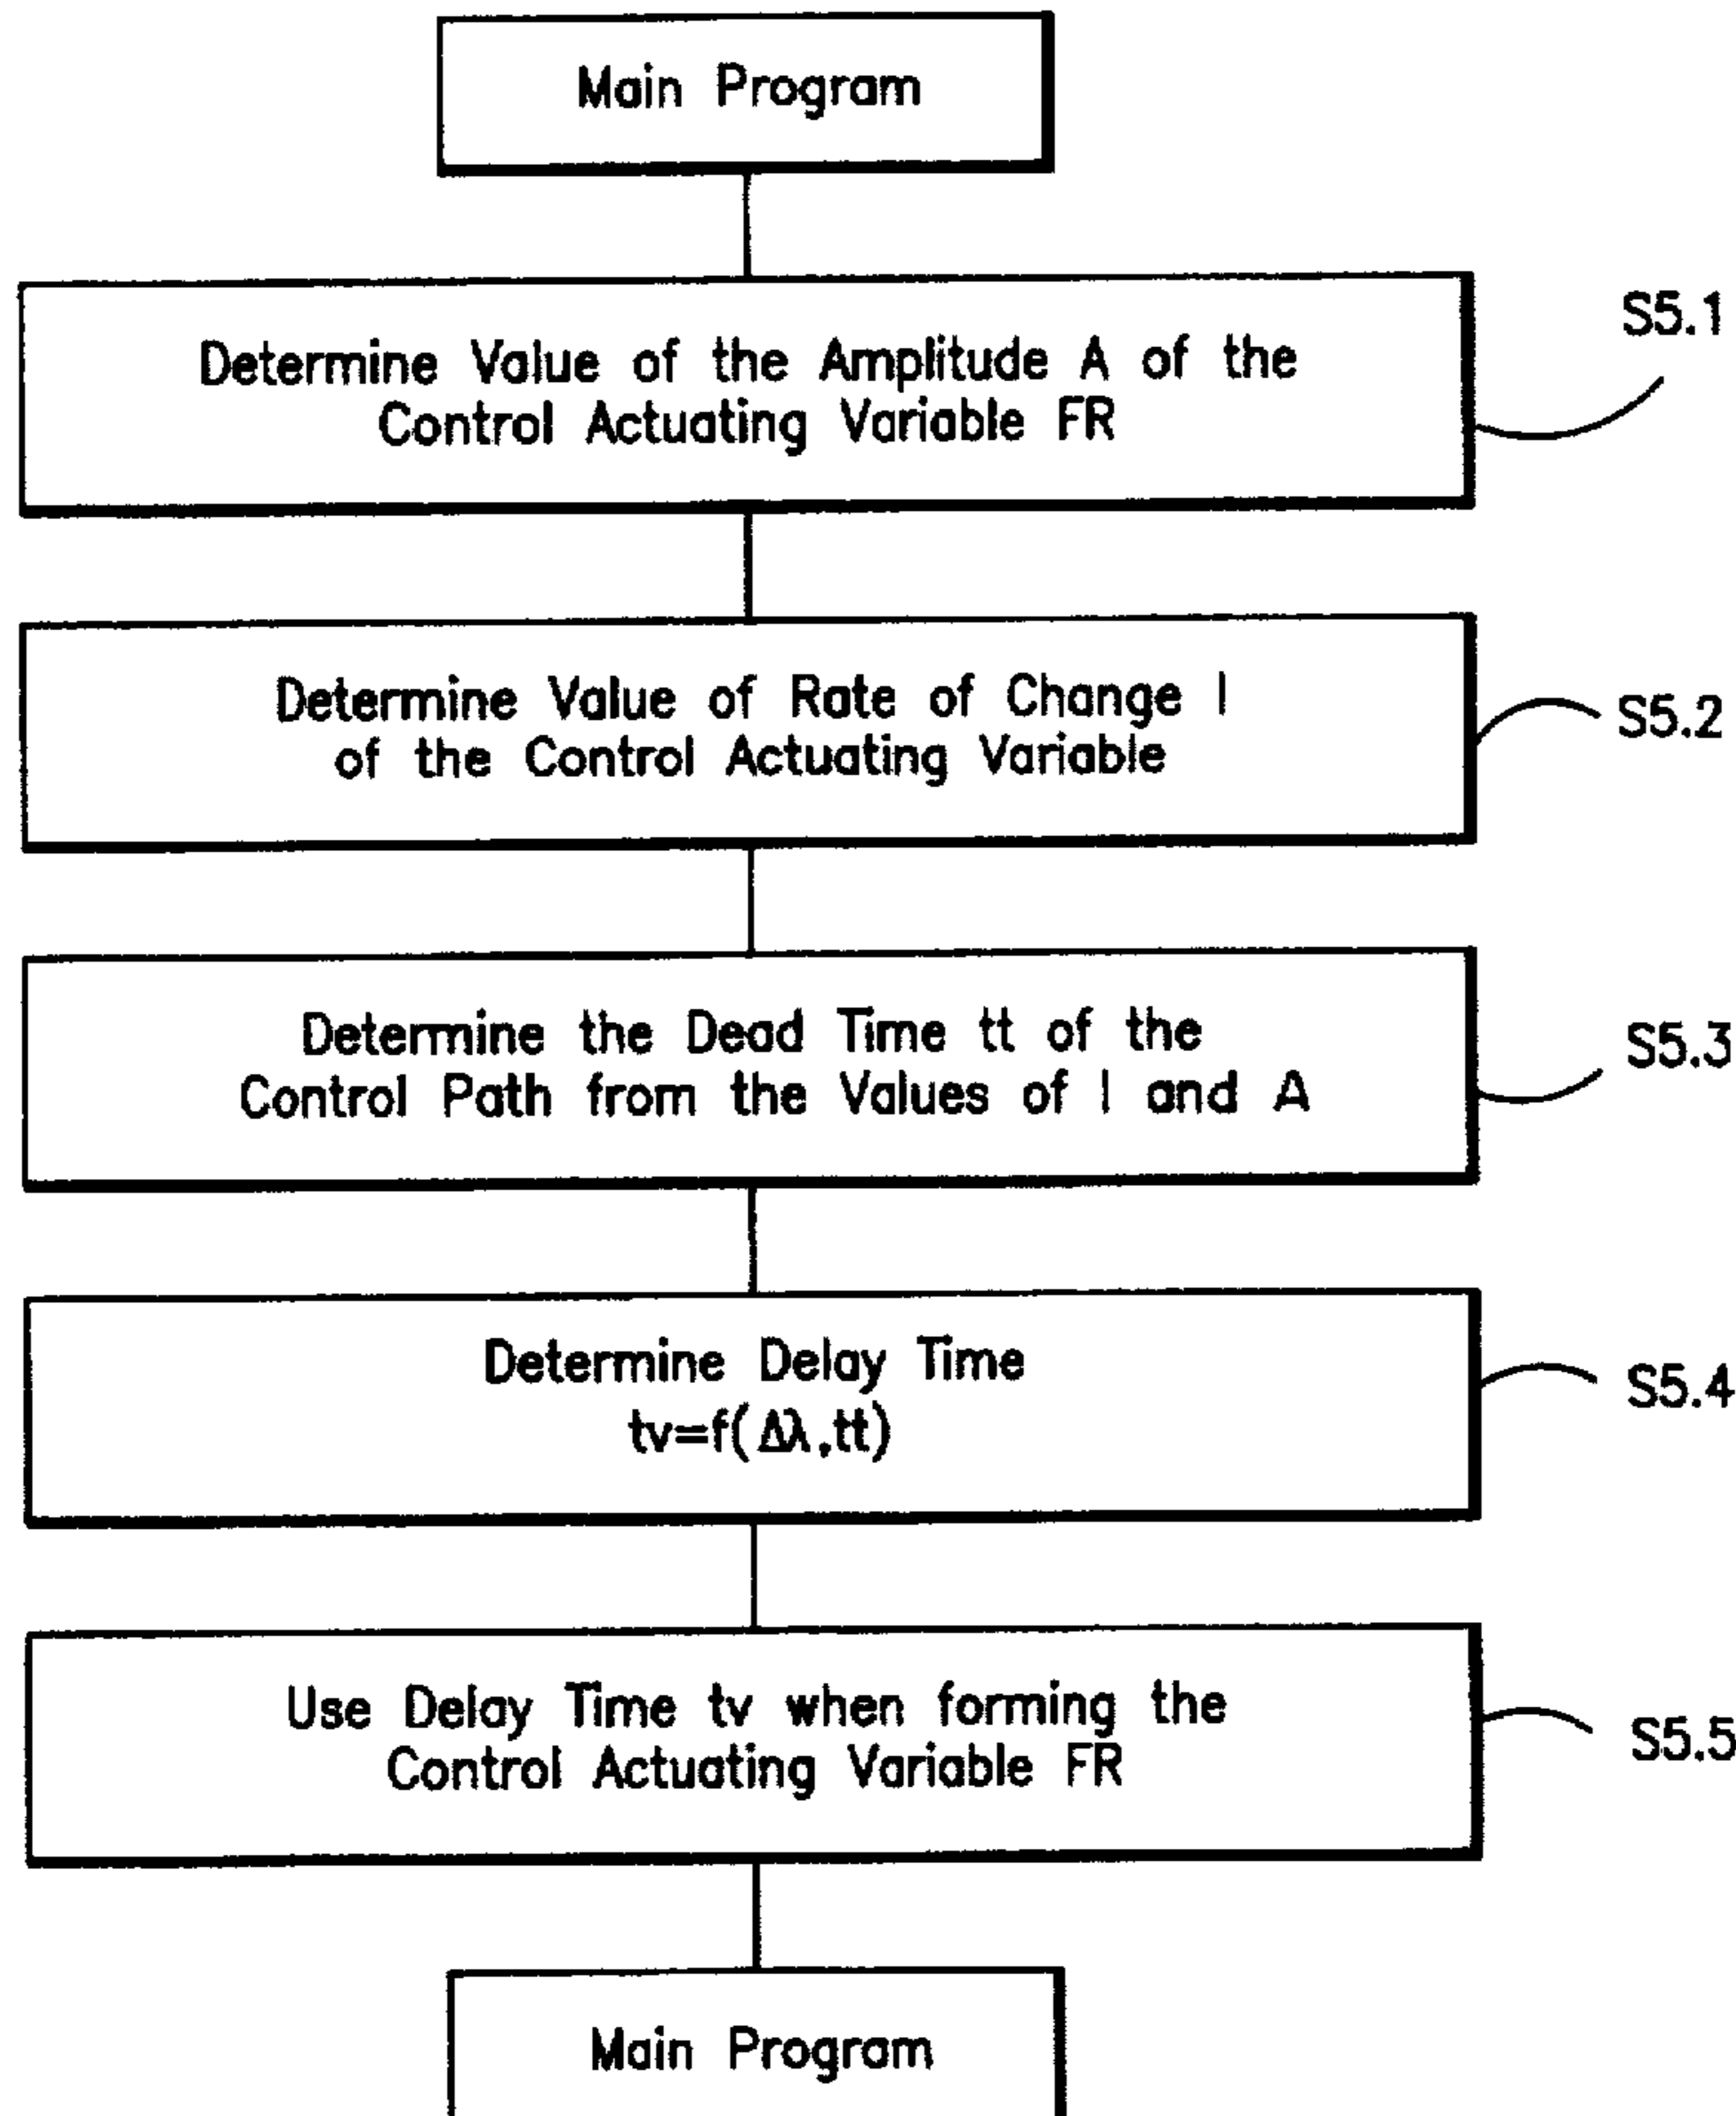 Main Program
Determine Value of the Amplitude A of the
Control Actuating Variable FR
S5.1
Determine Value of Rate of Change I
of the Control Actuating Variable
S5.2
Determine the Dead Time tt of the
Control Path from the Values of I and A
S5.3
Determine Delay Time
tv=f(Δλ,tt)
S5.4
Use Delay Time tv when forming the
Control Actuating Variable FR
S5.5
Main Program